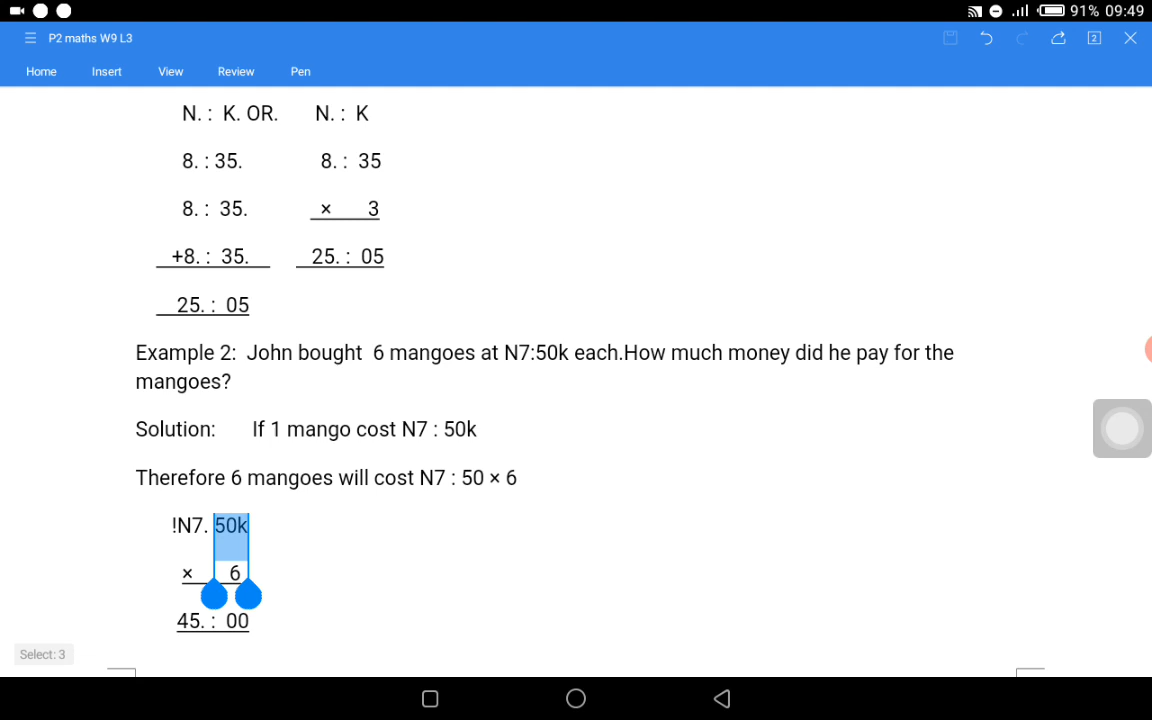 91% 09:49
P2 maths W9 L3
2
Home Insert View Review Pen
N. : K. OR. N. : K
8. : 35. 8. : 35
8. : 35. × 3
+8. : 35. 25. : 05
25. : 05
Example 2: John bought 6 mangoes at N7:50k each.How much money did he pay for the
mangoes?
Solution: If 1 mango cost N7 : 50k
Therefore 6 mangoes will cost N7 : 50 × 6
!N7. 50k
× 6
45. : 00
Select: 3